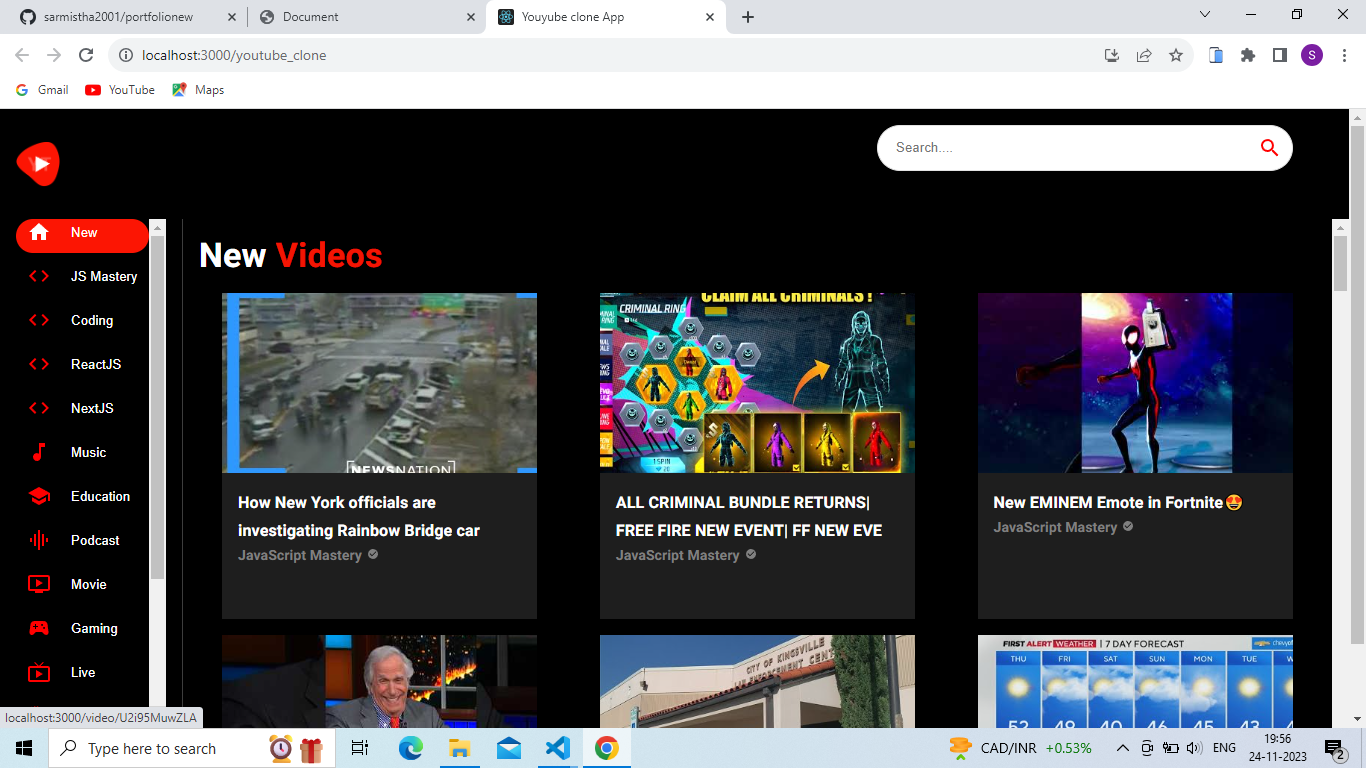 sarmistha2001/portfolionew
Document
Youyube clone App
localhost:3000/youtube_clone
S
Gmail
YouTube
Maps
Search....
New
JS Mastery
Coding
ReactJS
NextJS
Music
Education
Podcast
Movie
Gaming
Live
New Videos
NEWSNATION
How New York officials are
investigating Rainbow Bridge car
JavaScript Mastery
CLAIM ALL CRIMINALS !
CRIMINAL RING
1 SPIN
20
ALL CRIMINAL BUNDLE RETURNS|
FREE FIRE NEW EVENT| FF NEW EVE
JavaScript Mastery
New EMINEM Emote in Fortnite😍
JavaScript Mastery
CITY OF KINGSVILLE
FIRST ALERT WEATHER | 7 DAY FORECAST
THU FRI SAT SUN MON TUE
52 49 40 46 45 43
localhost:3000/video/U2i95MuwZLA
Type here to search
CAD/INR +0.53%
ENG
19:56
24-11-2023
2